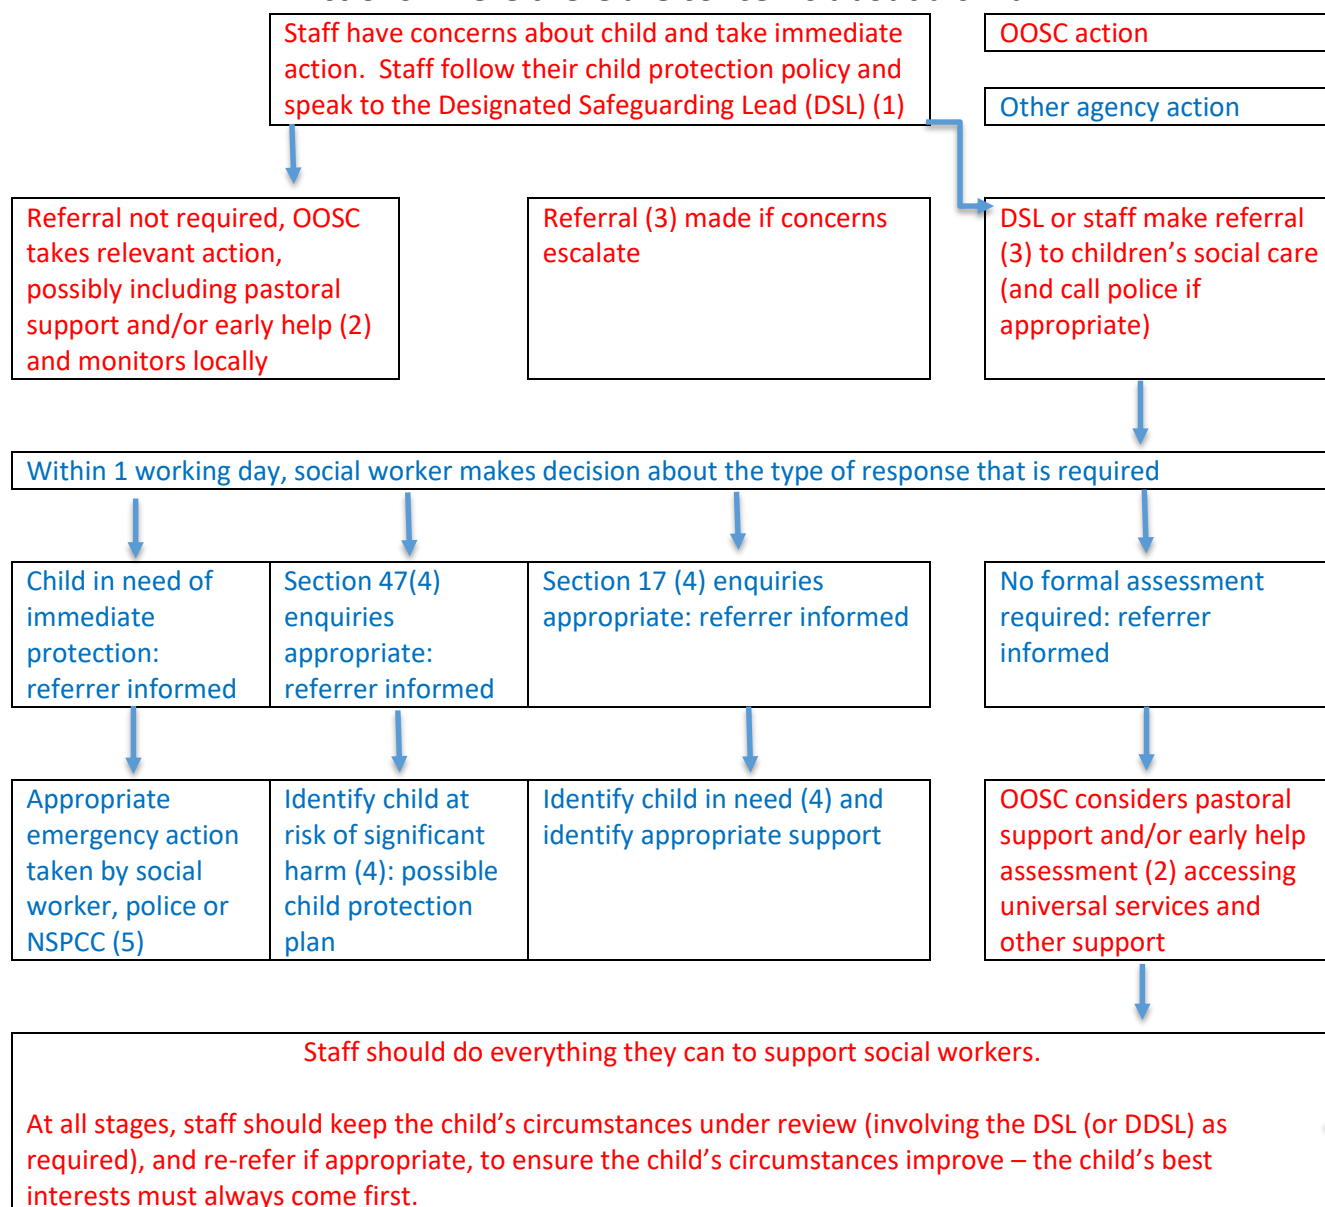 Staff have concerns about child and take immediate
action.  Staff follow their child protection policy and
speak to the Designated Safeguarding Lead (DSL) (1)
OOSC action
Other agency action
Referral not required, OOSC
takes relevant action,
possibly including pastoral
support and/or early help (2)
and monitors locally
Referral (3) made if concerns
escalate
DSL or staff make referral
(3) to children’s social care
(and call police if
appropriate)
Within 1 working day, social worker makes decision about the type of response that is required
Child in need of
immediate
protection:
referrer informed
Section 47(4)
enquiries
appropriate:
referrer informed
Section 17 (4) enquiries
appropriate: referrer informed
No formal assessment
required: referrer
informed
Appropriate
emergency action
taken by social
worker, police or
NSPCC (5)
Identify child at
risk of significant
harm (4): possible
child protection
plan
Identify child in need (4) and
identify appropriate support
OOSC considers pastoral
support and/or early help
assessment (2) accessing
universal services and
other support
Staff should do everything they can to support social workers.
At all stages, staff should keep the child’s circumstances under review (involving the DSL (or DDSL) as
required), and re-refer if appropriate, to ensure the child’s circumstances improve – the child’s best
interests must always come first.